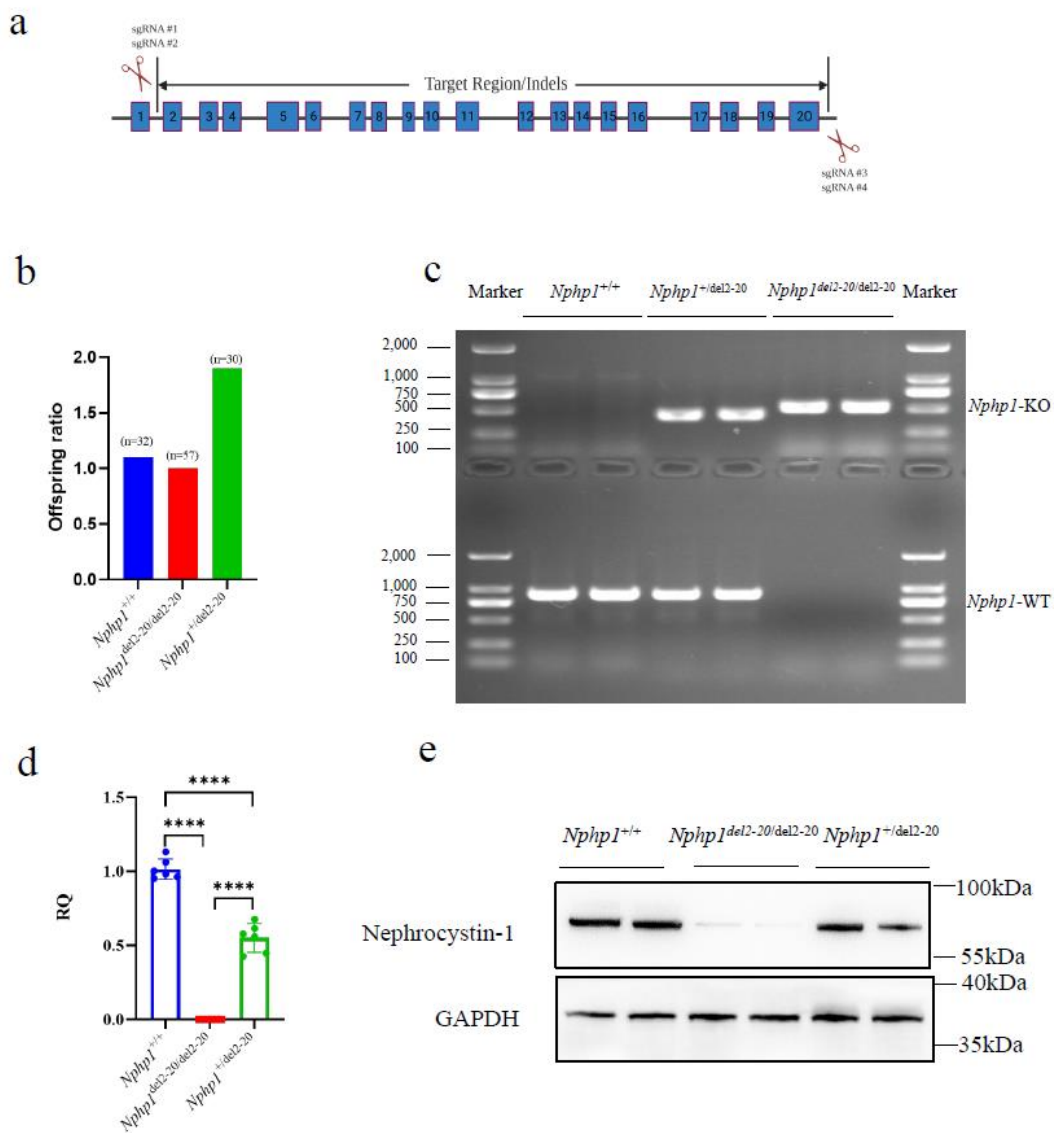 a
sgRNA #1
sgRNA #2
Target Region/Indels
1 2 3 4 5 6 7 8 9 10 11 12 13 14 15 16 17 18 19 20
sgRNA #3
sgRNA #4
b
Offspring ratio
2.0
1.5
1.0
0.5
0.0
(n=32)
(n=57)
(n=30)
Nphp1+/+
Nphp1del2-20/del2-20
Nphp1+/del2-20
c
Marker Nphp1+/+ Nphp1+/del2-20 Nphp1del2-20/del2-20 Marker
2,000
1,000
750
500
250
100
Nphp1-KO
2,000
1,000
750
500
250
100
Nphp1-WT
d
RQ
1.5
1.0
0.5
0.0
****
****
****
Nphp1+/+
Nphp1del2-20/del2-20
Nphp1+/del2-20
e
Nphp1+/+ Nphp1del2-20/del2-20 Nphp1+/del2-20
Nephrocystin-1
100kDa
55kDa
GAPDH
40kDa
35kDa